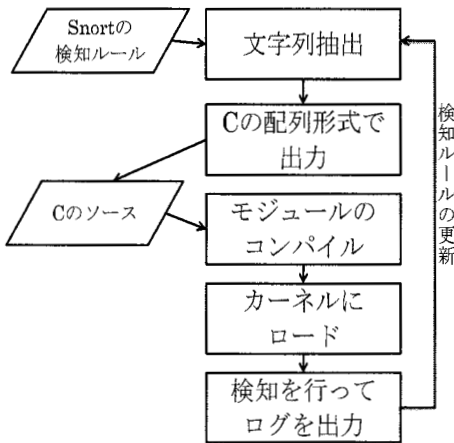 Snortの
検知ルール
文字列抽出
Cの配列形式で
出力
Cのソース
モジュールの
コンパイル
カーネルに
ロード
検知を行って
ログを出力
検知ルールの更新